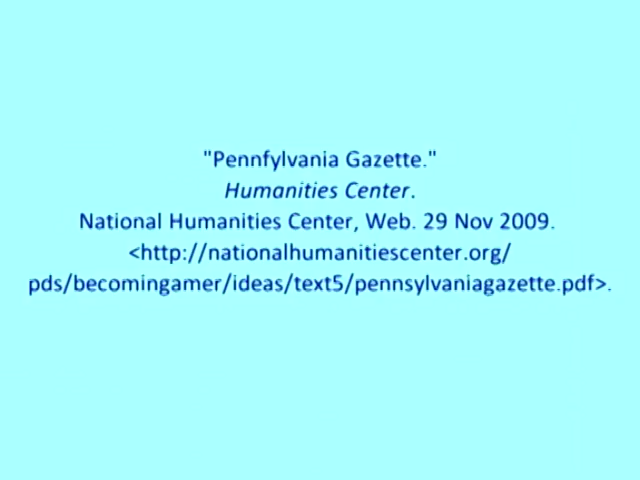 "Pennfylvania Gazette."
Humanities Center.
National Humanities Center, Web. 29 Nov 2009.
<http://nationalhumanitiescenter.org/
pds/becomingamer/ideas/text5/pennsylvaniagazette.pdf>.